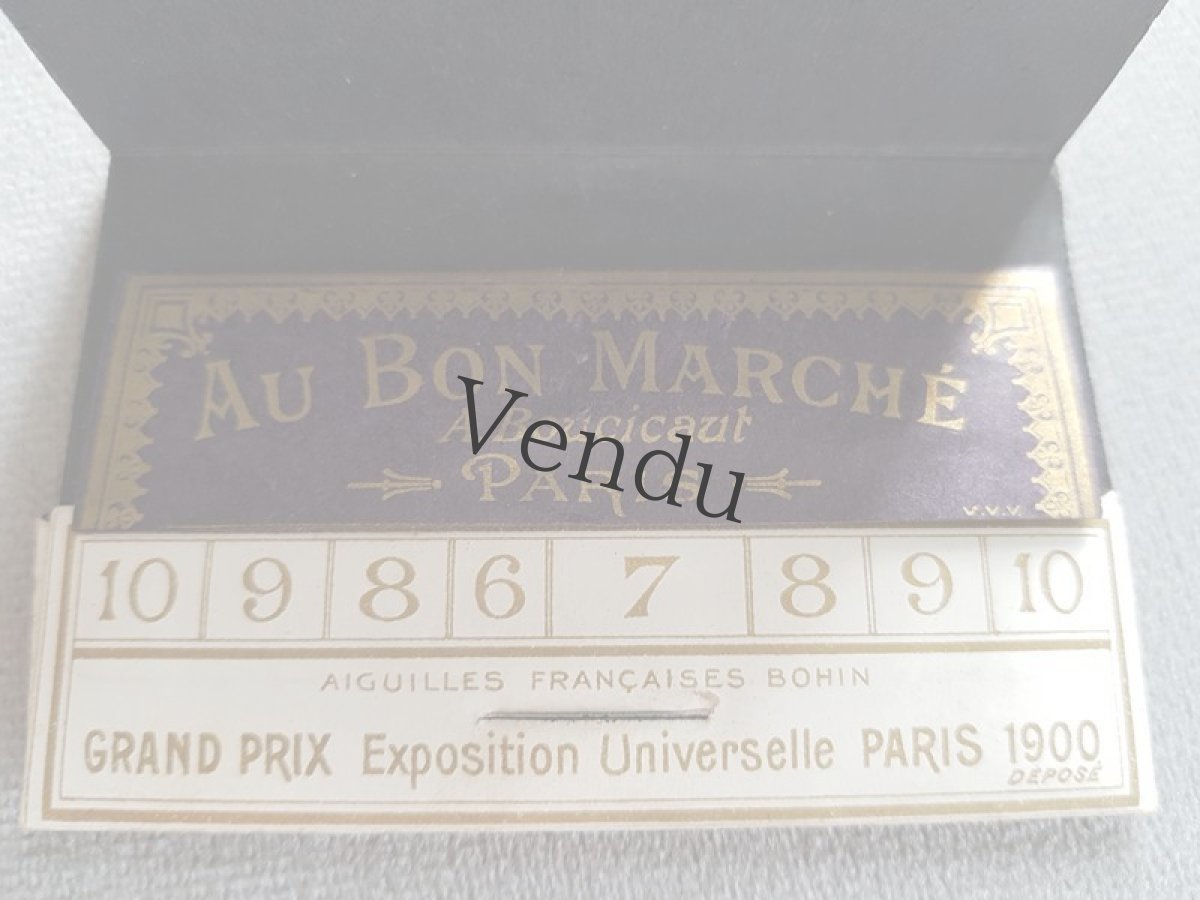 AU BON MARCHÉ
A. Boucicaut
PARIS
V.V.V.
Vendu
10 9 8 6 7 8 9 10
AIGUILLES FRANÇAISES BOHIN
GRAND PRIX Exposition Universelle PARIS 1900
DÉPOSÉ